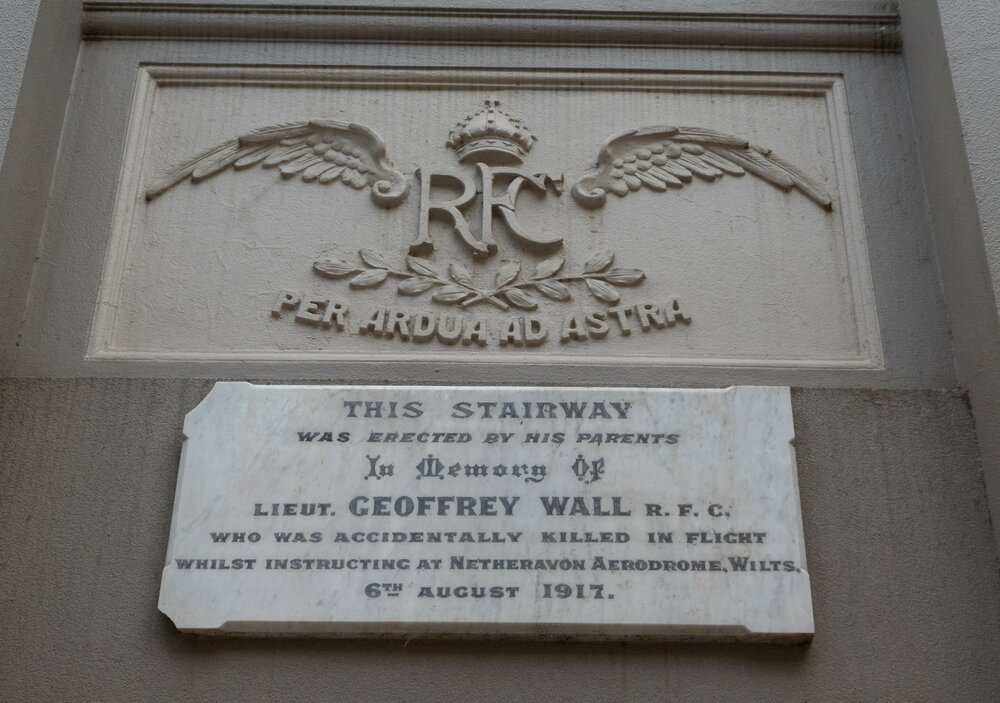 RFC
PER ARDUA AD ASTRA
THIS STAIRWAY
WAS ERECTED BY HIS PARENTS
In Memory Of
LIEUT. GEOFFREY WALL R. F. C.
WHO WAS ACCIDENTALLY KILLED IN FLIGHT
WHILST INSTRUCTING AT NETHERAVON AERODROME, WILTS.
6TH AUGUST 1917.